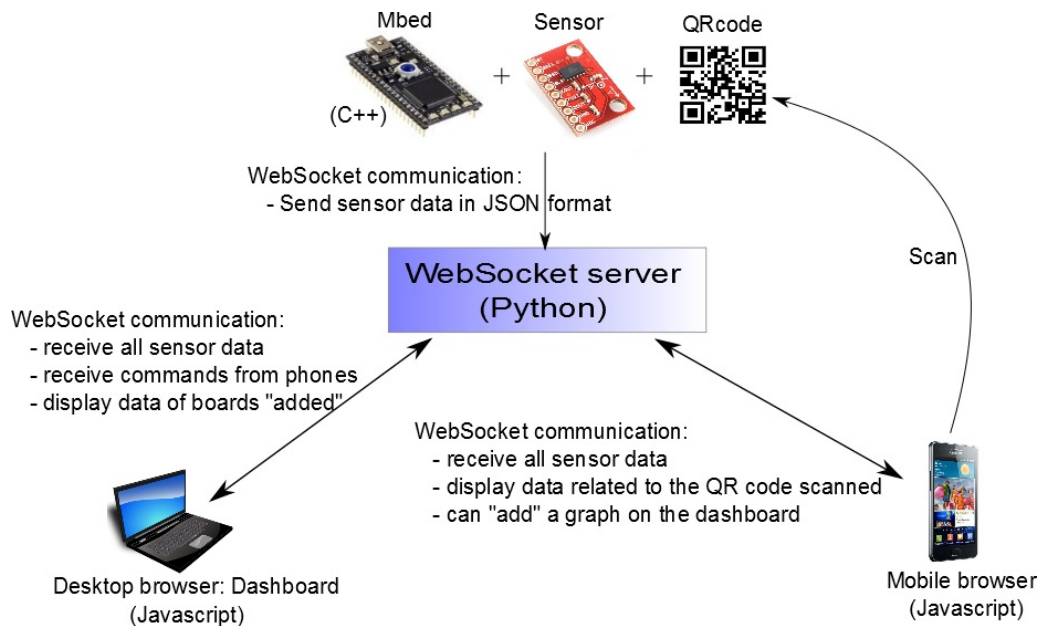 Mbed
Sensor
QRcode
(C++)
+
+
WebSocket communication:
- Send sensor data in JSON format
Scan
WebSocket server
(Python)
WebSocket communication:
- receive all sensor data
- receive commands from phones
- display data of boards "added"
WebSocket communication:
- receive all sensor data
- display data related to the QR code scanned
- can "add" a graph on the dashboard
Desktop browser: Dashboard
(Javascript)
Mobile browser
(Javascript)